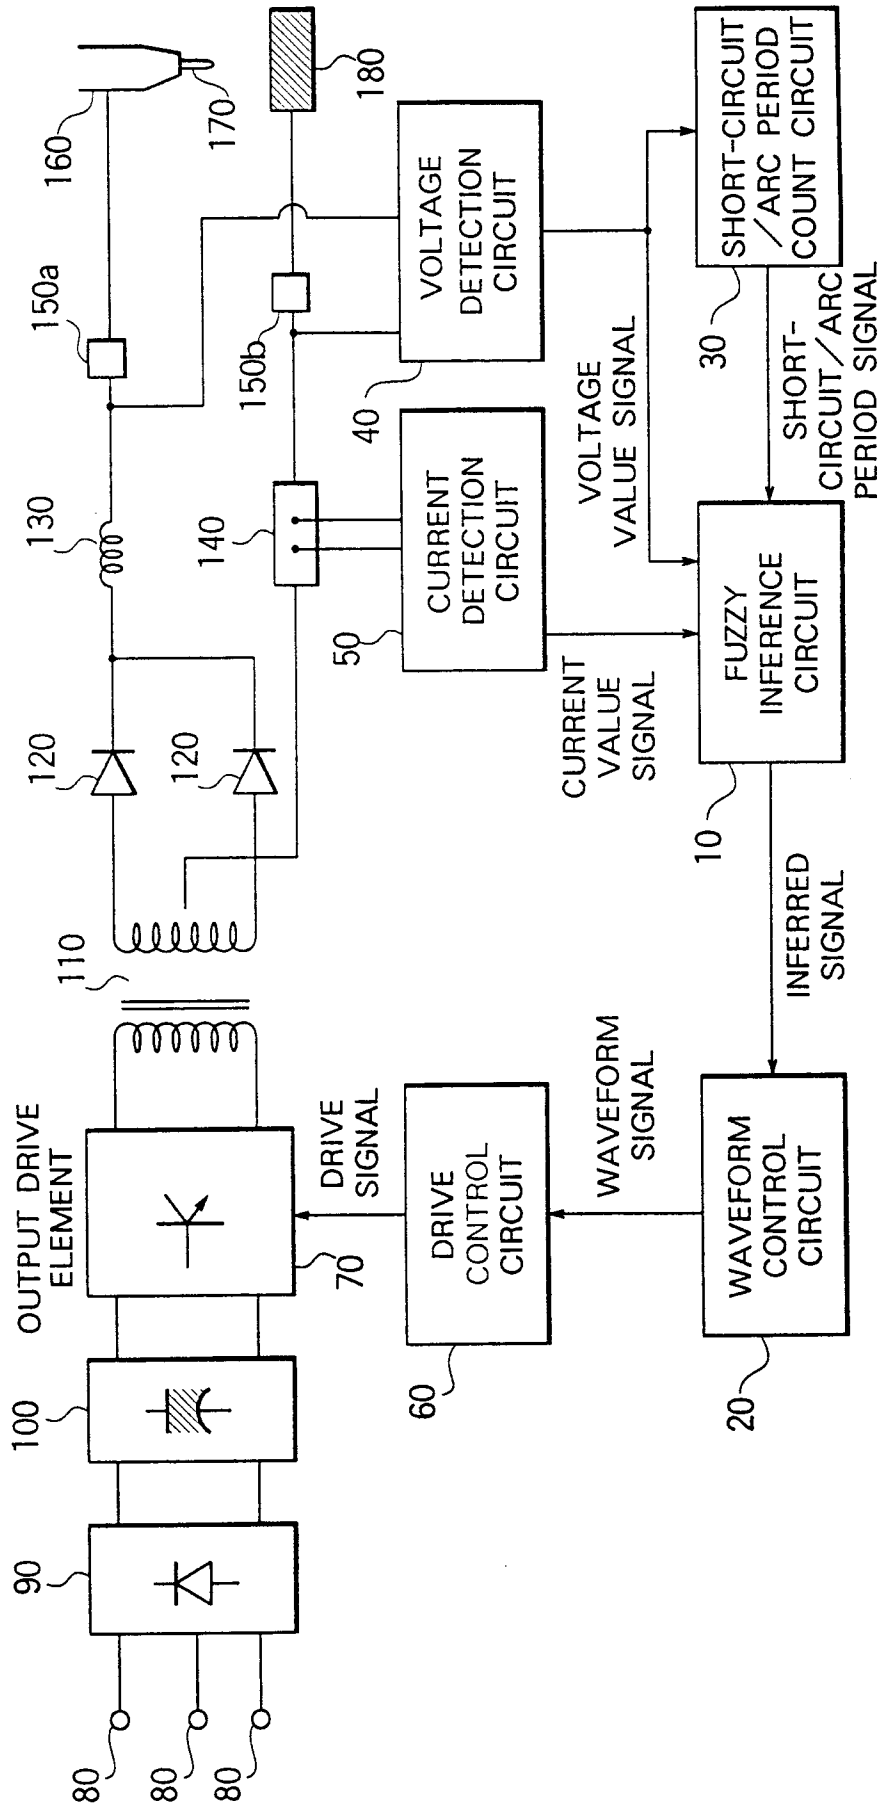 80
80
80
90
100
OUTPUT DRIVE
ELEMENT
70
110
120
120
130
140
150a
150b
160
170
180
DRIVE
SIGNAL
60
DRIVE
CONTROL
CIRCUIT
50
CURRENT
DETECTION
CIRCUIT
40
VOLTAGE
DETECTION
CIRCUIT
WAVEFORM
SIGNAL
CURRENT
VALUE
SIGNAL
VOLTAGE
VALUE SIGNAL
20
WAVEFORM
CONTROL
CIRCUIT
INFERRED
SIGNAL
10
FUZZY
INFERENCE
CIRCUIT
SHORT-
CIRCUIT/ARC
PERIOD SIGNAL
30
SHORT-CIRCUIT
/ARC PERIOD
COUNT CIRCUIT